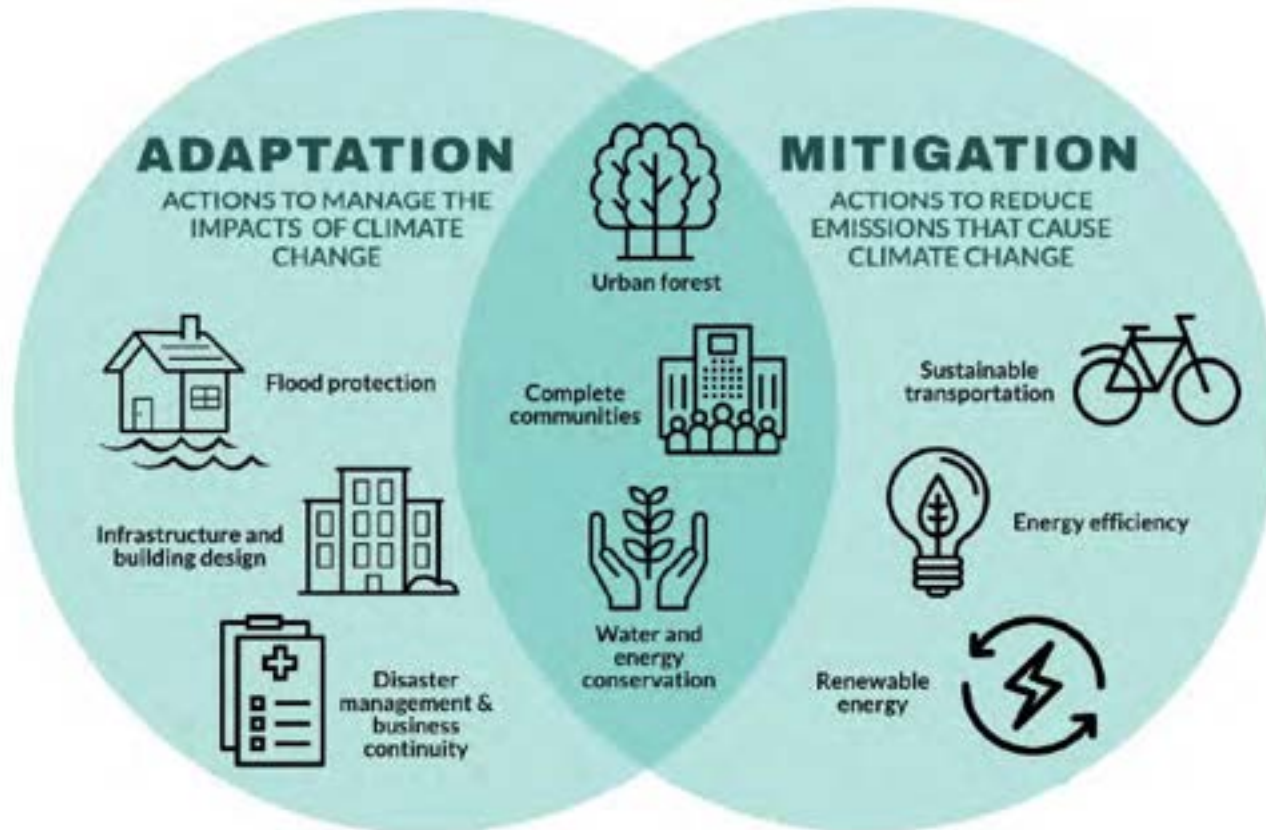 ADAPTATION
ACTIONS TO MANAGE THE
IMPACTS OF CLIMATE
CHANGE
Flood protection
Infrastructure and
building design
Disaster
management &
business
continuity
Urban forest
Complete
communities
Water and
energy
conservation
MITIGATION
ACTIONS TO REDUCE
EMISSIONS THAT CAUSE
CLIMATE CHANGE
Sustainable
transportation
Energy efficiency
Renewable
energy